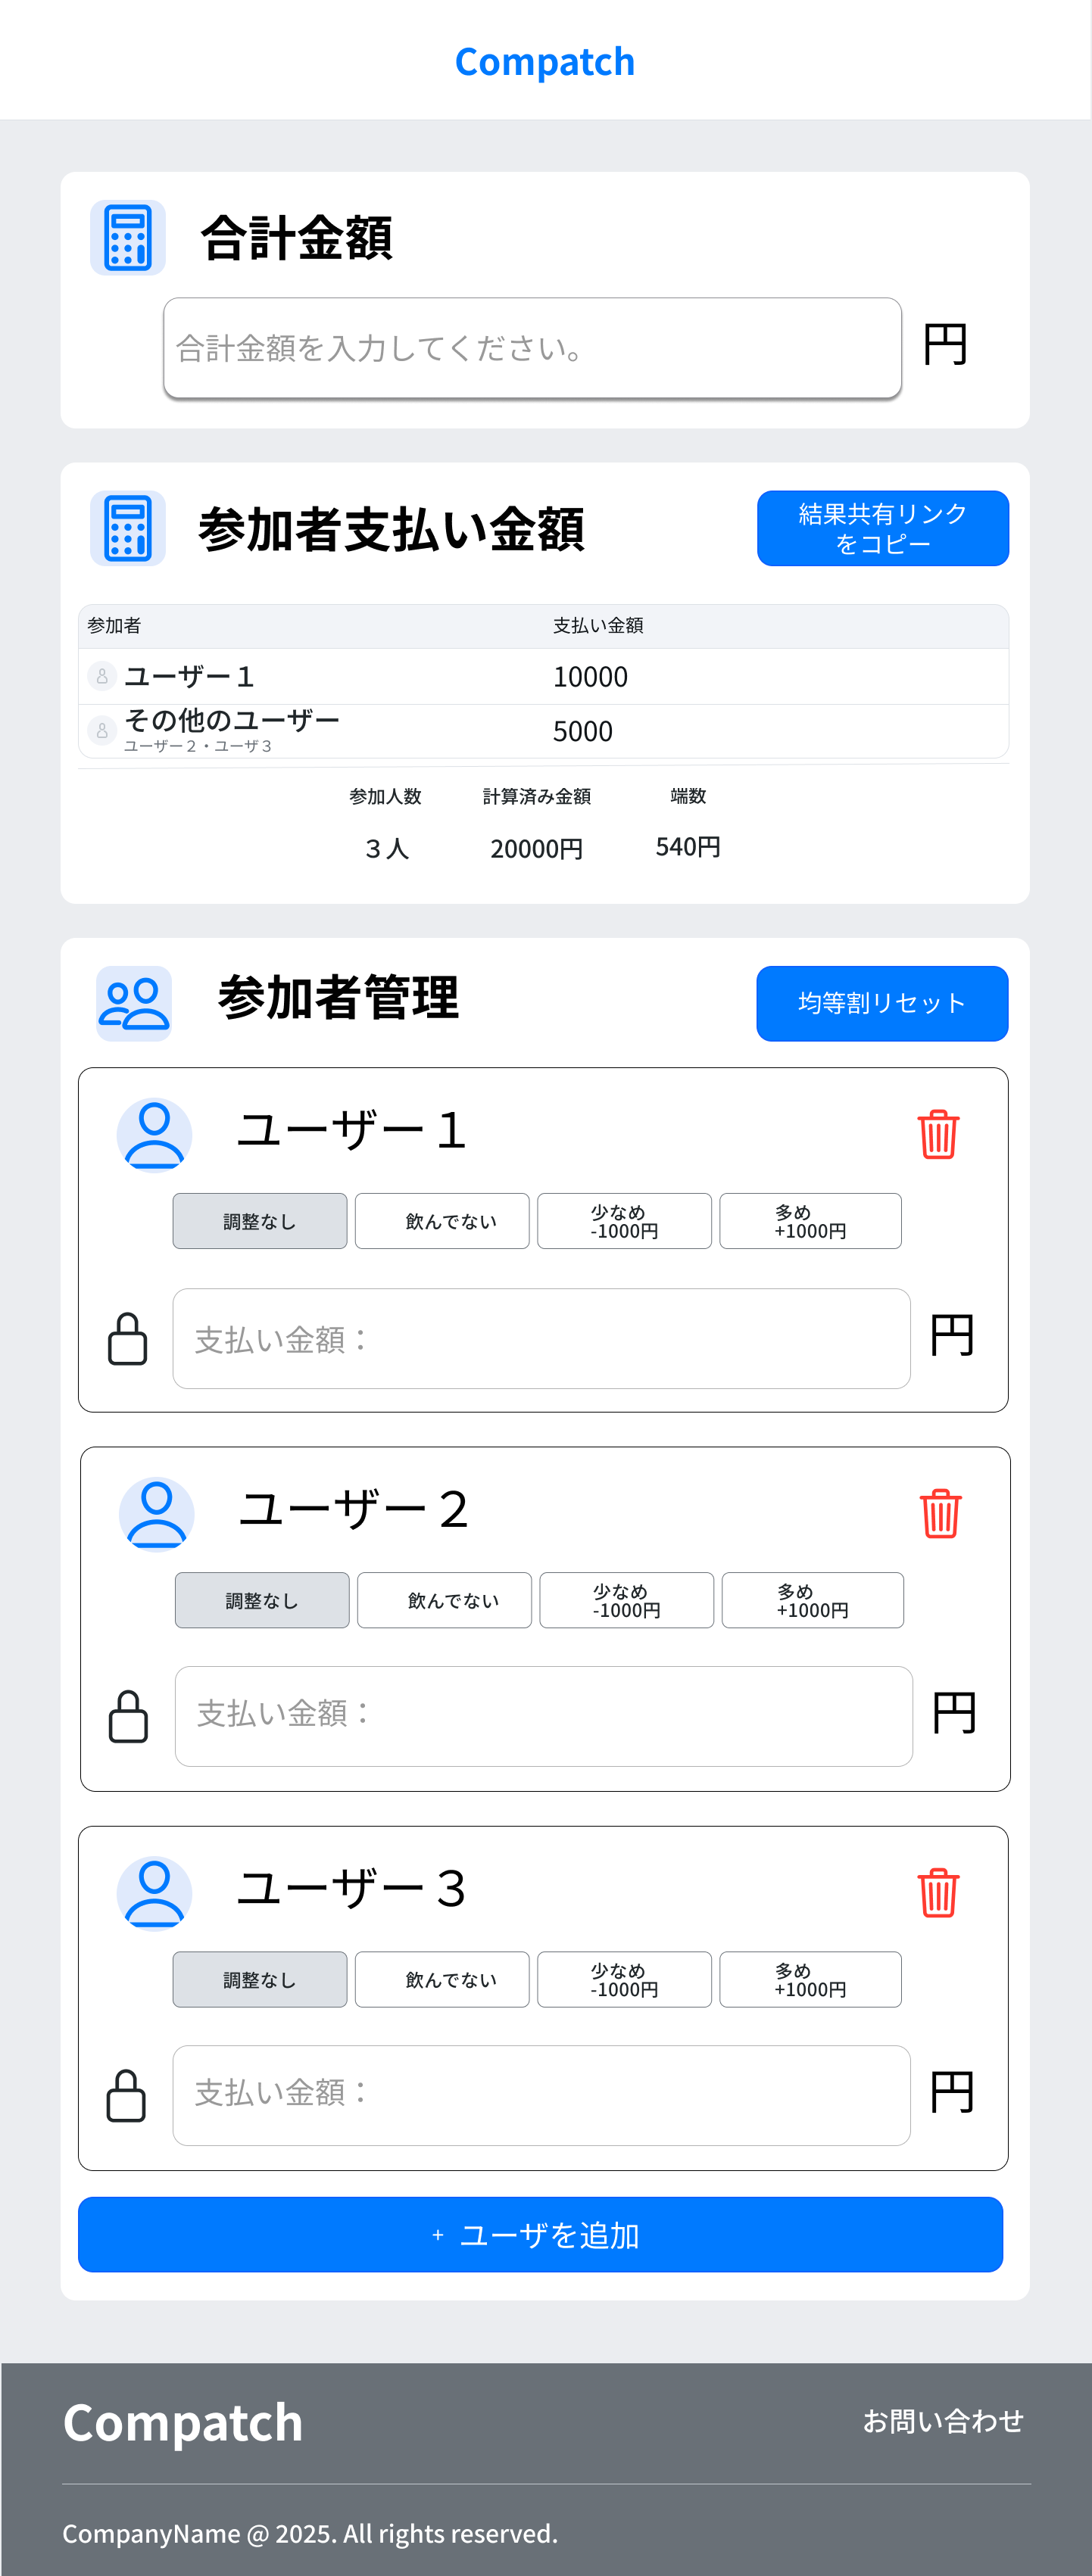 Compatch
合計金額
合計金額を入力してください。
円
参加者支払い金額
結果共有リンク
をコピー
参加者 支払い金額
ユーザー１ 10000
その他のユーザー 5000
ユーザー２・ユーザ３
参加人数 計算済み金額 端数
３人 20000円 540円
参加者管理
均等割リセット
ユーザー１
調整なし 飲んでない 少なめ 多め
-1000円 +1000円
支払い金額：
円
ユーザー２
調整なし 飲んでない 少なめ 多め
-1000円 +1000円
支払い金額：
円
ユーザー３
調整なし 飲んでない 少なめ 多め
-1000円 +1000円
支払い金額：
円
+ ユーザを追加
Compatch
お問い合わせ
CompanyName @ 2025. All rights reserved.